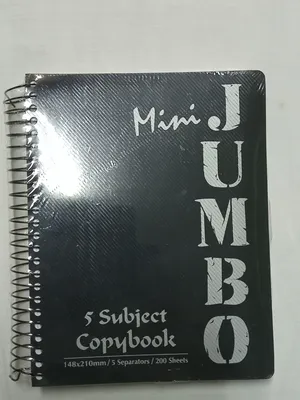 Mini
JUMBO
5 Subject
Copybook
148x210mm / 5 Separators / 200 Sheets